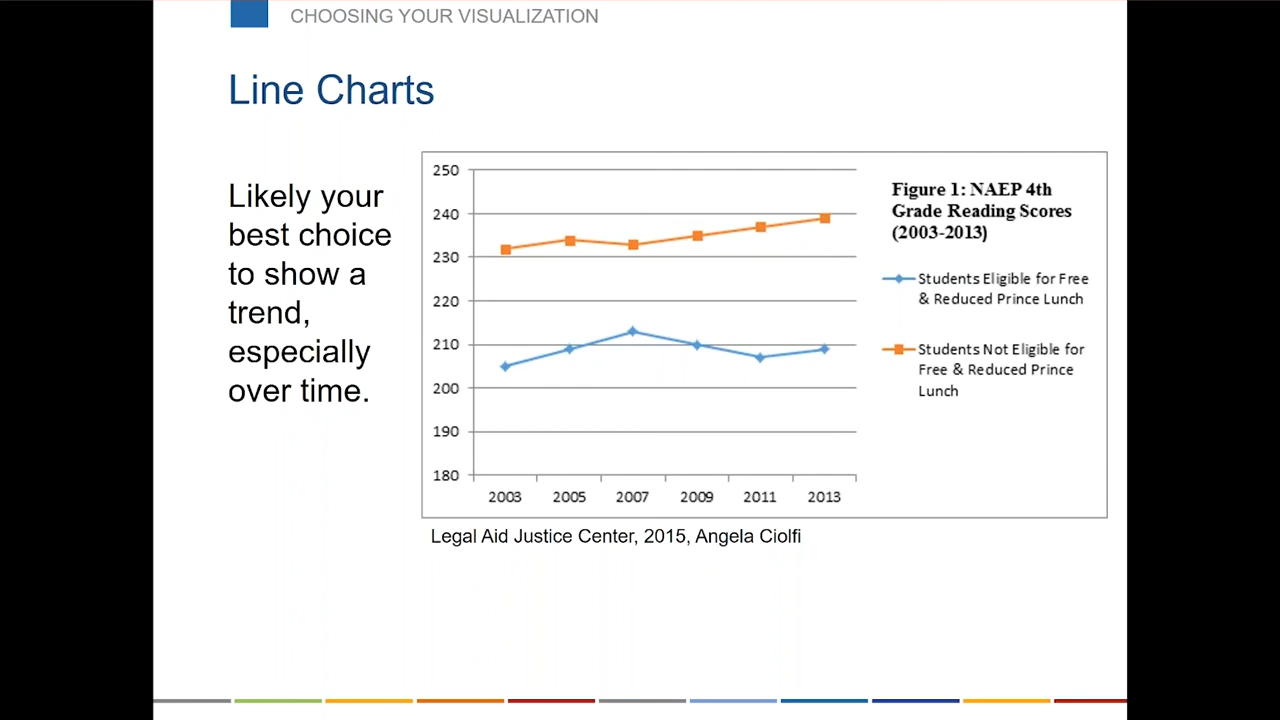 CHOOSING YOUR VISUALIZATION
Line Charts
Likely your
best choice
to show a
trend,
especially
over time.
250
240
230
220
210
200
190
180
2003 2005 2007 2009 2011 2013
Figure 1: NAEP 4th
Grade Reading Scores
(2003-2013)
Students Eligible for Free
& Reduced Prince Lunch
Students Not Eligible for
Free & Reduced Prince
Lunch
Legal Aid Justice Center, 2015, Angela Ciolfi